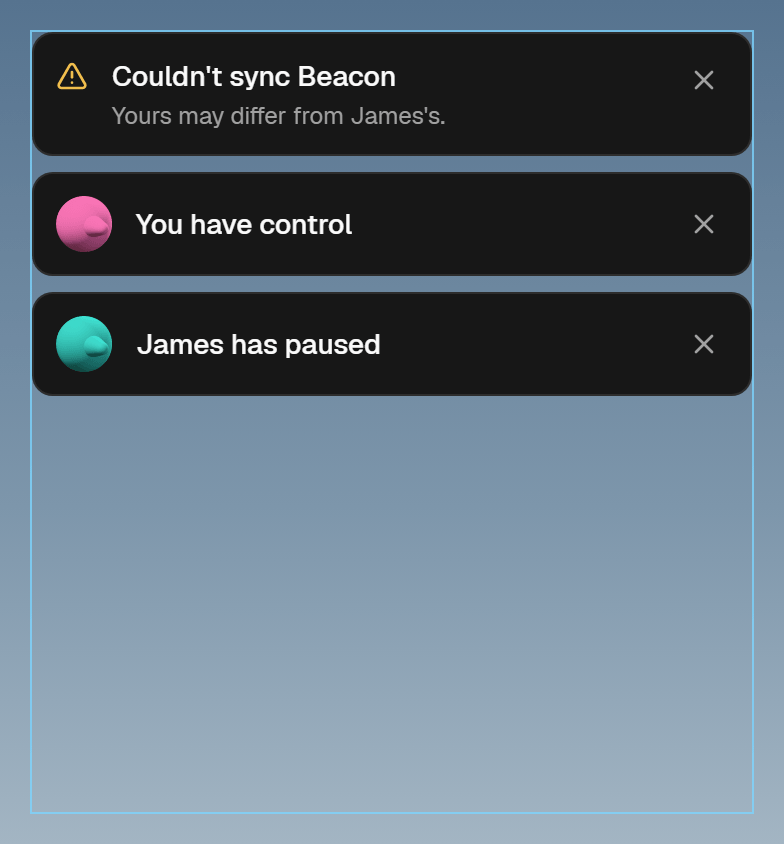 Couldn't sync Beacon
Yours may differ from James's.
You have control
James has paused